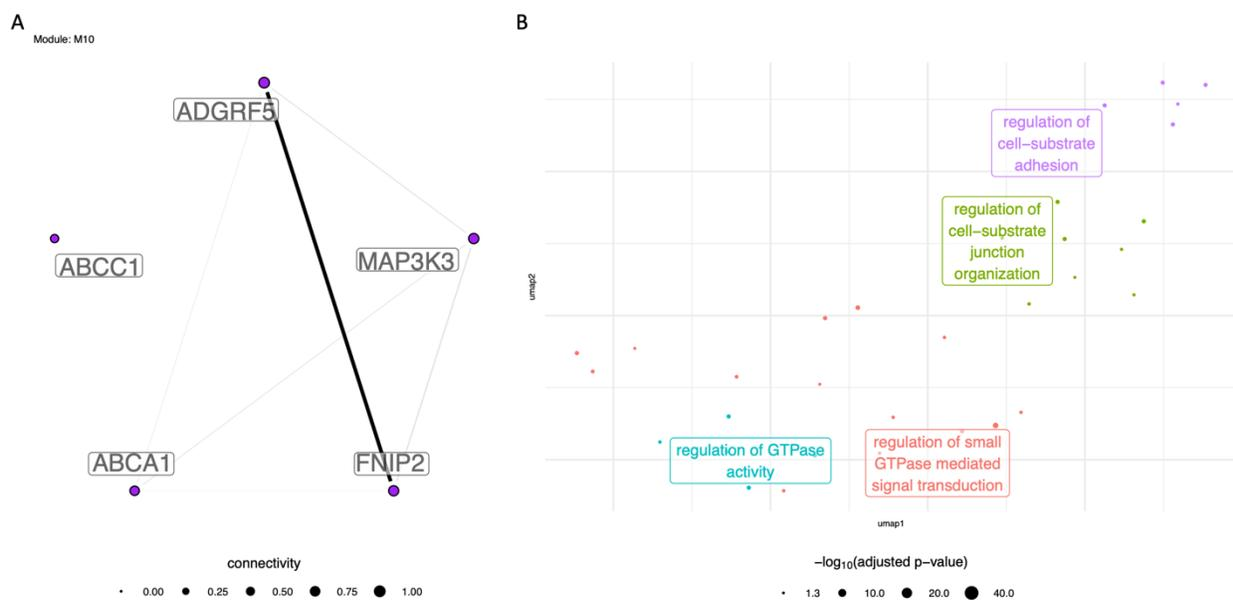 A
Module: M10
ADGRF5
MAP3K3
ABCC1
ABCA1
FNIP2
connectivity
0.00 0.25 0.50 0.75 1.00
B
regulation of
cell−substrate
adhesion
regulation of
cell−substrate
junction
organization
regulation of GTPase
activity
regulation of small
GTPase mediated
signal transduction
umap2
umap1
−log10(adjusted p−value)
1.3 10.0 20.0 40.0